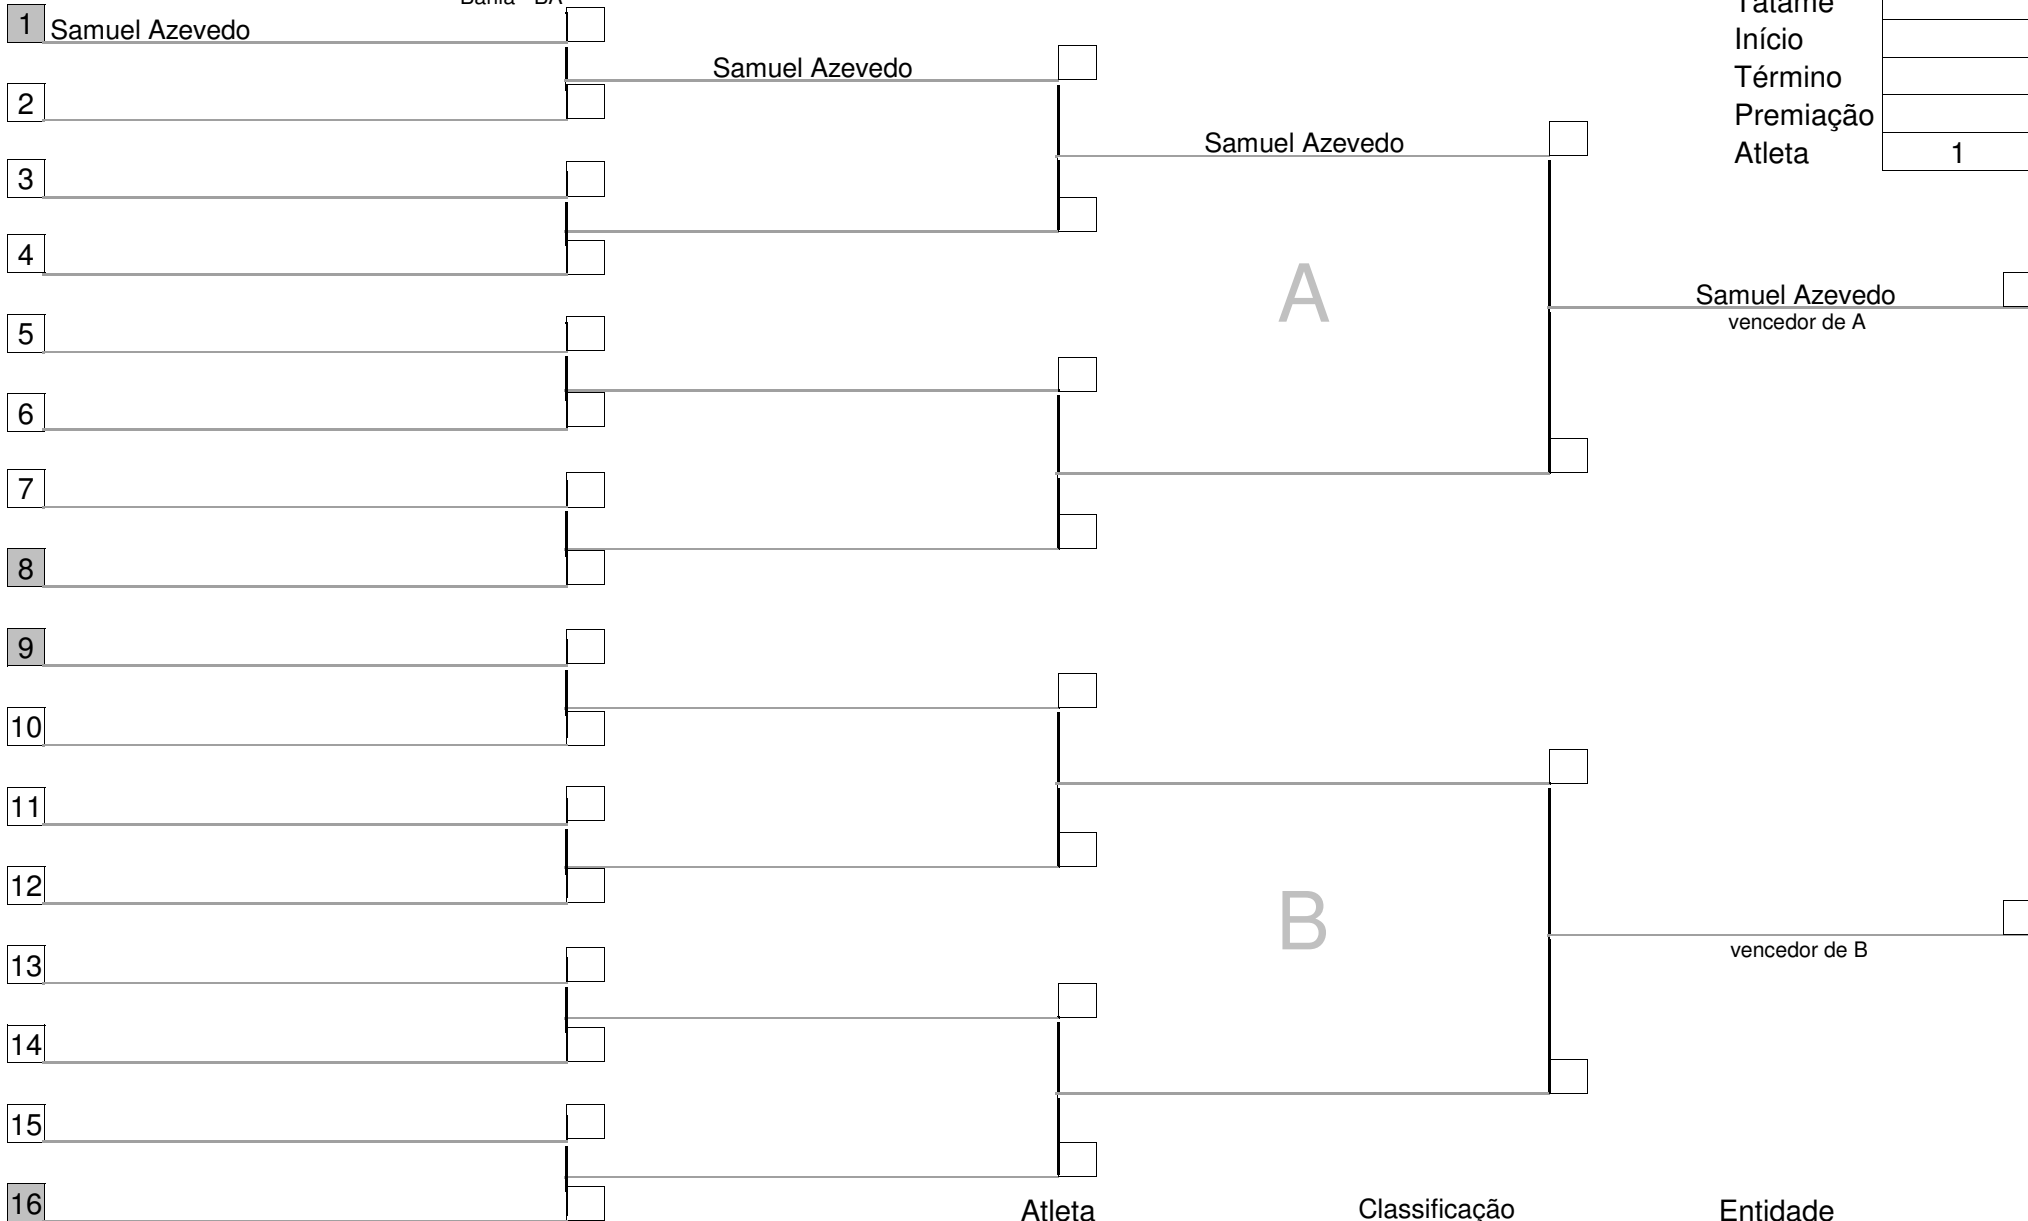 Bahia - BA
1 Samuel Azevedo
Tatame
Início
Samuel Azevedo
Término
2
Premiação
Samuel Azevedo
Atleta 1
3
4
A
Samuel Azevedo
vencedor de A
5
6
7
8
9
10
11
12
B
13
vencedor de B
14
15
16
Atleta Classificação Entidade